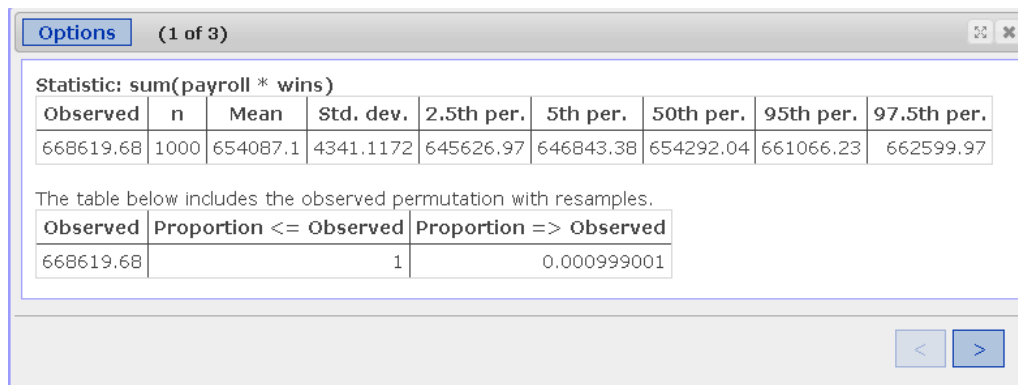 Options (1 of 3)
Statistic: sum(payroll * wins)
Observed n Mean Std. dev. 2.5th per. 5th per. 50th per. 95th per. 97.5th per.
668619.68 1000 654087.1 4341.1172 645626.97 646843.38 654292.04 661066.23 662599.97
The table below includes the observed permutation with resamples.
Observed Proportion <= Observed Proportion => Observed
668619.68 1 0.000999001
< >